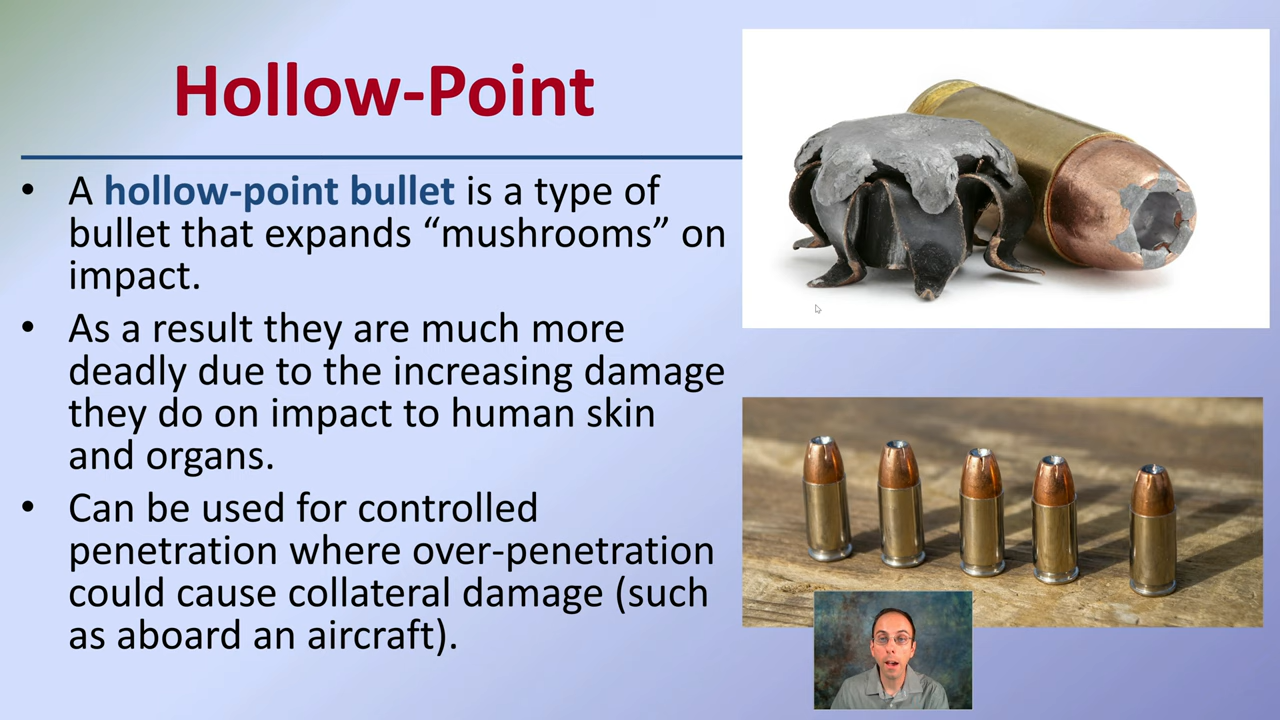 Hollow-Point
• A hollow-point bullet is a type of
bullet that expands “mushrooms” on
impact.
• As a result they are much more
deadly due to the increasing damage
they do on impact to human skin
and organs.
• Can be used for controlled
penetration where over-penetration
could cause collateral damage (such
as aboard an aircraft).